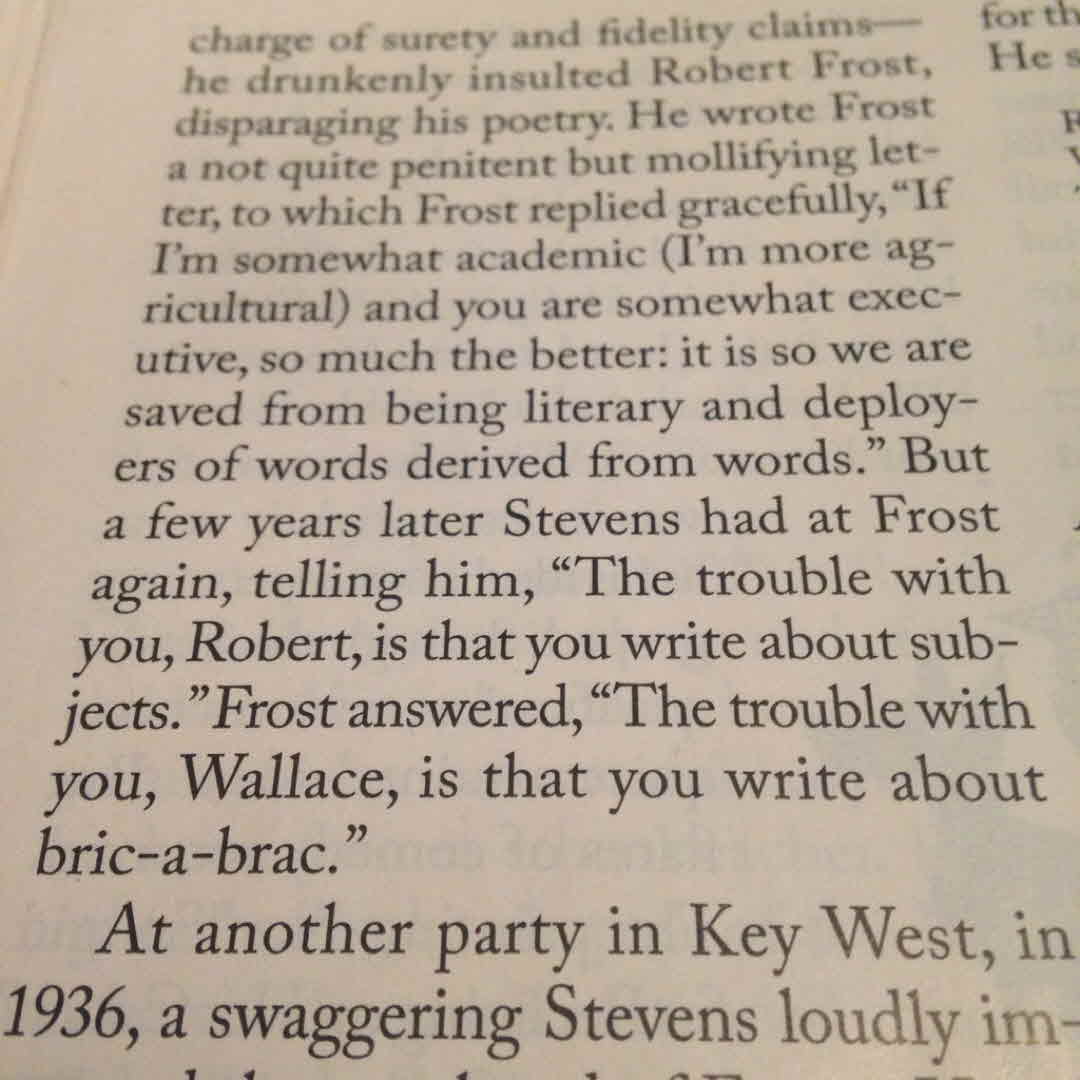 charge of surety and fidelity claims—
he drunkenly insulted Robert Frost,
disparaging his poetry. He wrote Frost
a not quite penitent but mollifying let-
ter, to which Frost replied gracefully, “If
I’m somewhat academic (I’m more ag-
ricultural) and you are somewhat exec-
utive, so much the better: it is so we are
saved from being literary and deploy-
ers of words derived from words.” But
a few years later Stevens had at Frost
again, telling him, “The trouble with
you, Robert, is that you write about sub-
jects.” Frost answered, “The trouble with
you, Wallace, is that you write about
bric-a-brac.”
At another party in Key West, in
1936, a swaggering Stevens loudly im-
for
He